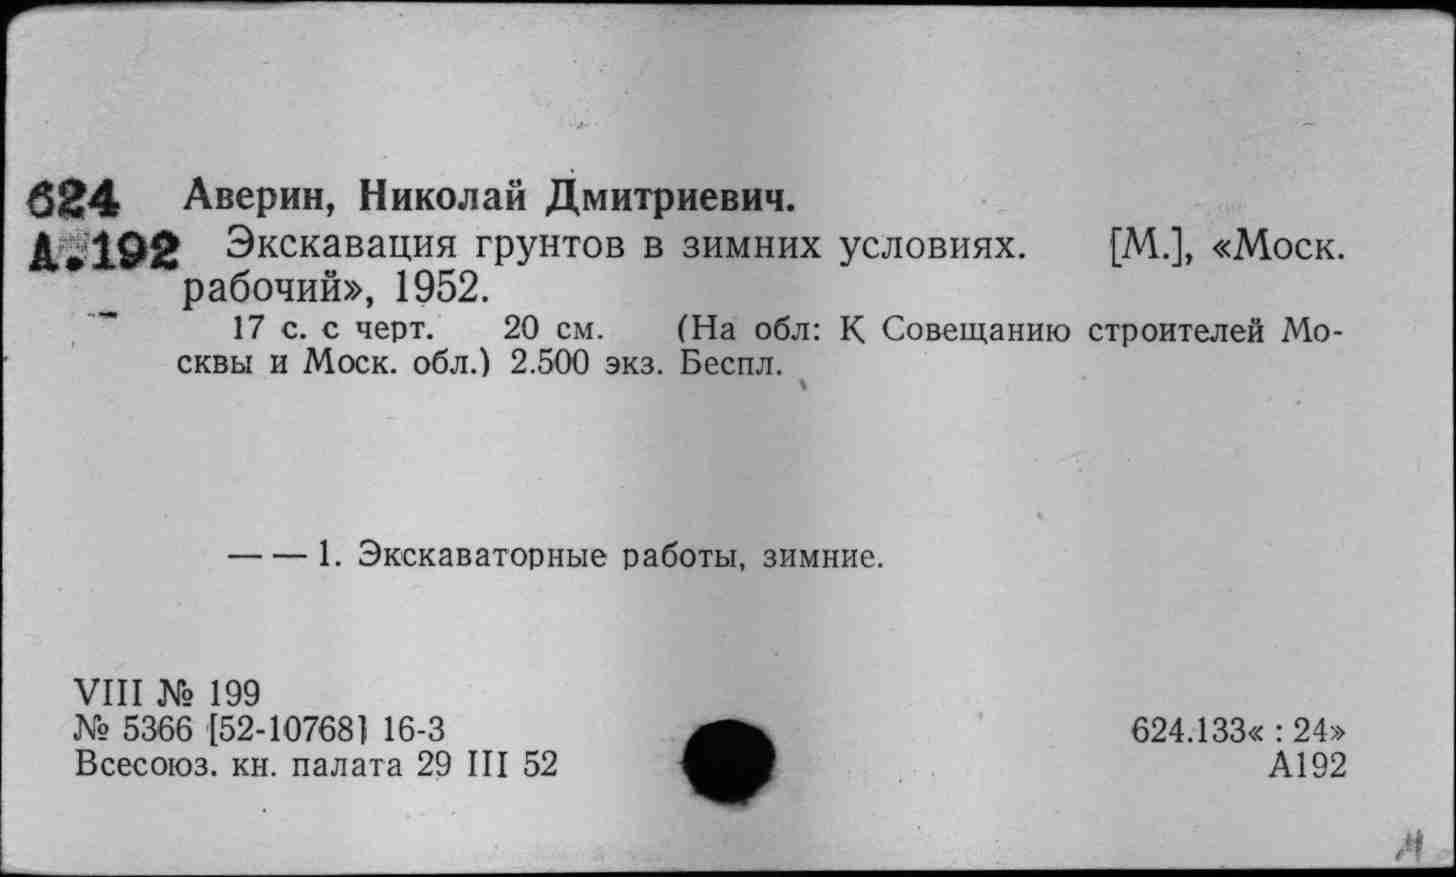 624 Аверин, Николай Дмитриевич.
А.192 Экскавация грунтов в зимних условиях. [М.], «Моск.
рабочий», 1952.
17 с. с черт. 20 см. (На обл: К Совещанию строителей Мо-
сквы и Моск. обл.) 2.500 экз. Беспл.
— — 1. Экскаваторные работы, зимние.
VIII № 199
№ 5366 [52-10768] 16-3
Всесоюз. кн. палата 29 III 52
624.133« : 24»
А192